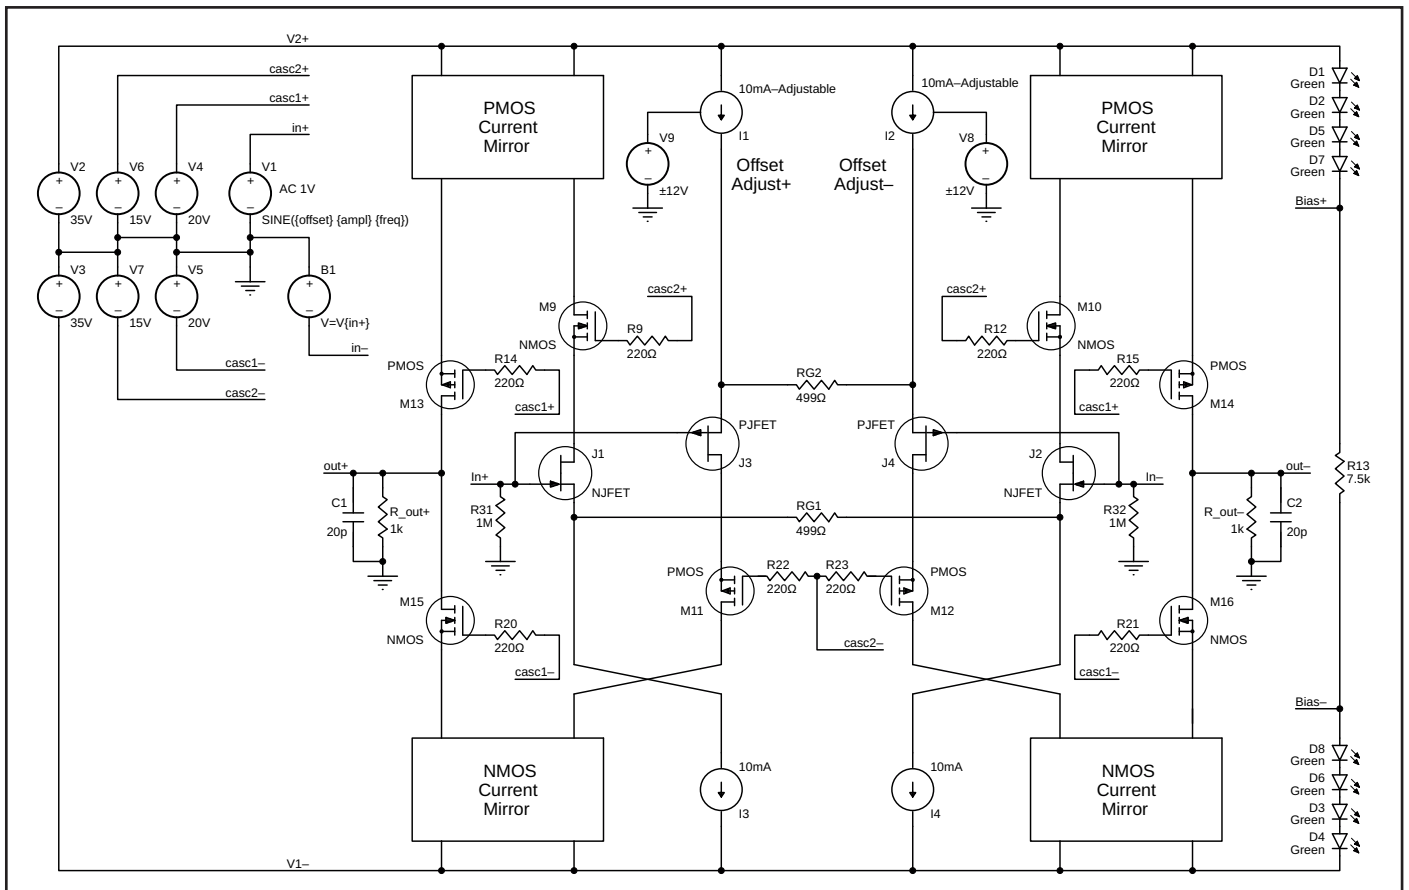 V2+
casc2+
casc1+
in+
V2
+
–
35V
V6
+
–
15V
V4
+
–
20V
V1
+
–
AC 1V
SINE({offset} {ampl} {freq})
V3
+
–
35V
V7
+
–
15V
V5
+
–
20V
B1
+
–
V=V{in+}
in–
casc1–
casc2–
PMOS
Current
Mirror
10mA–Adjustable
I1
V9
+
–
±12V
Offset
Adjust+
10mA–Adjustable
I2
V8
+
–
±12V
Offset
Adjust–
PMOS
Current
Mirror
D1
Green
D2
Green
D5
Green
D7
Green
Bias+
M9
NMOS
casc2+
R9
220Ω
casc2+
R12
220Ω
M10
NMOS
PMOS
M13
R14
220Ω
casc1+
RG2
499Ω
R15
220Ω
casc1+
PMOS
M14
PJFET
J3
PJFET
J4
out+
C1
20p
R_out+
1k
In+
R31
1M
J1
NJFET
RG1
499Ω
J2
NJFET
In–
R32
1M
out–
R_out–
1k
C2
20p
R13
7.5k
PMOS
M11
R22
220Ω
R23
220Ω
PMOS
M12
casc2–
M15
NMOS
R20
220Ω
casc1–
R21
220Ω
casc1–
M16
NMOS
Bias–
NMOS
Current
Mirror
10mA
I3
10mA
I4
NMOS
Current
Mirror
D8
Green
D6
Green
D3
Green
D4
Green
V1–